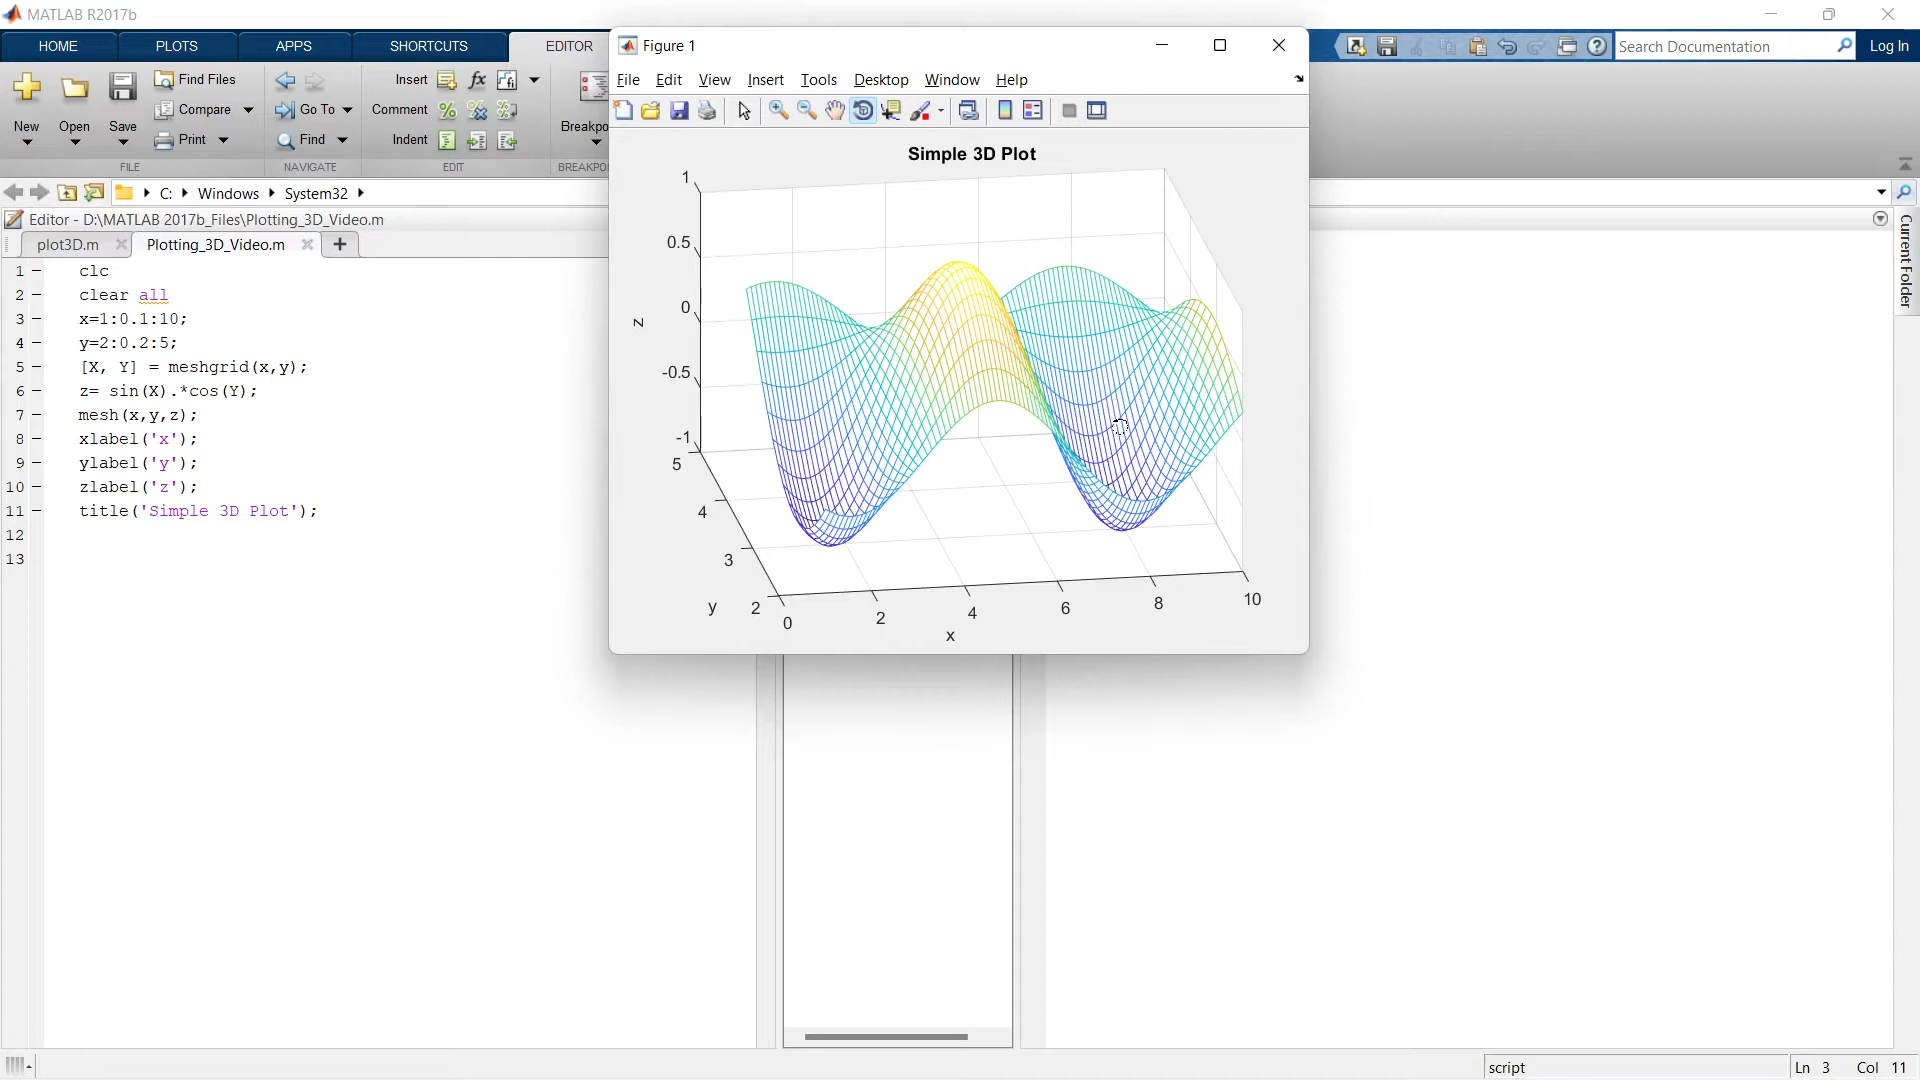 MATLAB R2017b
HOME PLOTS APPS SHORTCUTS EDITOR
Search Documentation Log In
New Open Save
Find Files
Compare
Print
FILE
Go To
Find
NAVIGATE
Insert fx
Comment
Indent
EDIT
Breakpo
BREAKPOI
C: Windows System32
Editor - D:\MATLAB 2017b_Files\Plotting_3D_Video.m
plot3D.m Plotting_3D_Video.m
1 clc
2 clear all
3 x=1:0.1:10;
4 y=2:0.2:5;
5 [X, Y] = meshgrid(x,y);
6 z= sin(X).*cos(Y);
7 mesh(x,y,z);
8 xlabel('x');
9 ylabel('y');
10 zlabel('z');
11 title('Simple 3D Plot');
12
13
Current Folder
Figure 1
File Edit View Insert Tools Desktop Window Help
Simple 3D Plot
1
0.5
0
-0.5
-1
z
5
4
3
2
y
0 2 4 6 8 10
x
script Ln 3 Col 11